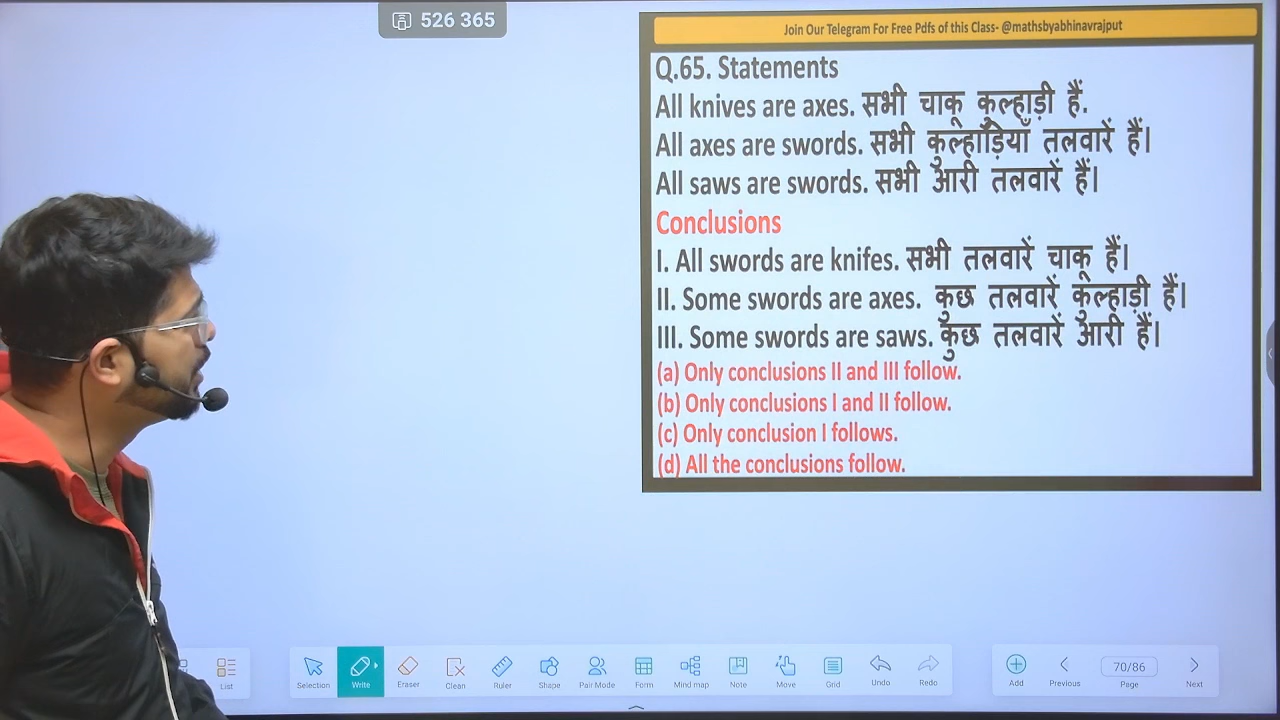 526 365
Join Our Telegram For Free Pdfs of this Class- @mathsbyabhinavrajput
Q.65. Statements
All knives are axes. सभी चाकू कुल्हाड़ी हैं.
All axes are swords. सभी कुल्हाँड़ियाँ तलवारें हैं।
All saws are swords. सभी आरी तलवारें हैं।
Conclusions
I. All swords are knifes. सभी तलवारें चाकू हैं।
II. Some swords are axes. कुछ तलवारें कुल्हाड़ी हैं।
III. Some swords are saws. कुछ तलवारें आरी हैं।
(a) Only conclusions II and III follow.
(b) Only conclusions I and II follow.
(c) Only conclusion I follows.
(d) All the conclusions follow.
List
Selection Write Eraser Clean Ruler Shape Pair Mode Form Mind map Note Move Grid Undo Redo
Add Previous 70/86 Page Next